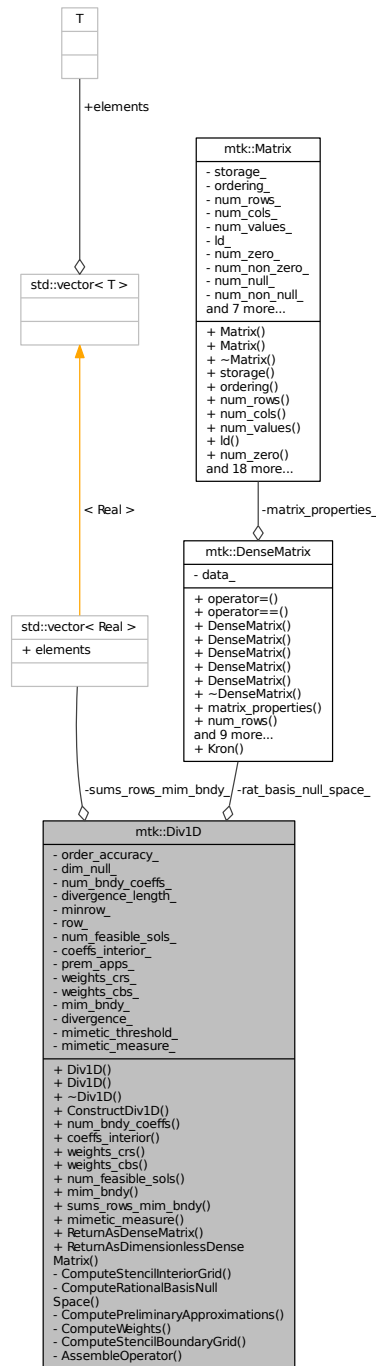 T
+elements
std::vector< T >
< Real >
std::vector< Real >
+ elements
mtk::Matrix
- storage_
- ordering_
- num_rows_
- num_cols_
- num_values_
- ld_
- num_zero_
- num_non_zero_
- num_null_
- num_non_null_
and 7 more...
+ Matrix()
+ Matrix()
+ ~Matrix()
+ storage()
+ ordering()
+ num_rows()
+ num_cols()
+ num_values()
+ ld()
+ num_zero()
and 18 more...
-matrix_properties_
mtk::DenseMatrix
- data_
+ operator=()
+ operator==()
+ DenseMatrix()
+ DenseMatrix()
+ DenseMatrix()
+ DenseMatrix()
+ ~DenseMatrix()
+ matrix_properties()
+ num_rows()
and 9 more...
+ Kron()
-sums_rows_mim_bndy_
-rat_basis_null_space_
mtk::Div1D
- order_accuracy_
- dim_null_
- num_bndy_coeffs_
- divergence_length_
- minrow_
- row_
- num_feasible_sols_
- coeffs_interior_
- prem_apps_
- weights_crs_
- weights_cbs_
- mim_bndy_
- divergence_
- mimetic_threshold_
- mimetic_measure_
+ Div1D()
+ Div1D()
+ ~Div1D()
+ ConstructDiv1D()
+ num_bndy_coeffs()
+ coeffs_interior()
+ weights_crs()
+ weights_cbs()
+ num_feasible_sols()
+ mim_bndy()
+ sums_rows_mim_bndy()
+ mimetic_measure()
+ ReturnAsDenseMatrix()
+ ReturnAsDimensionlessDense
Matrix()
- ComputeStencilInteriorGrid()
- ComputeRationalBasisNull
Space()
- ComputePreliminaryApproximations()
- ComputeWeights()
- ComputeStencilBoundaryGrid()
- AssembleOperator()